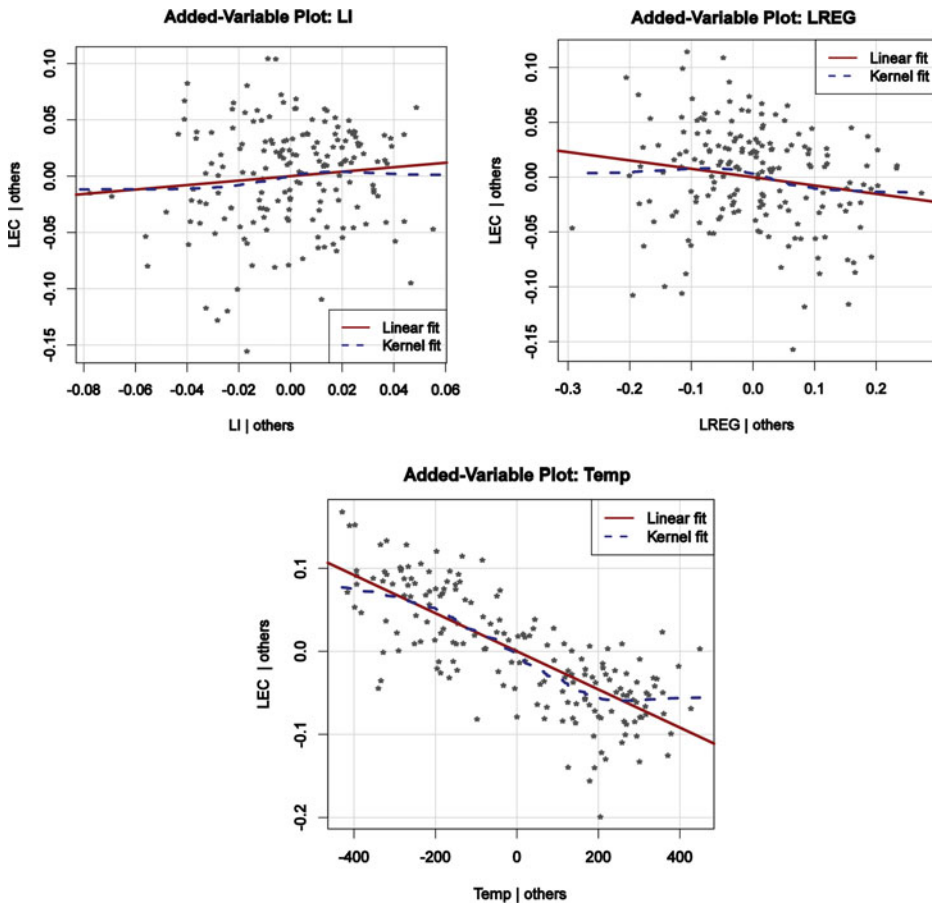 Added-Variable Plot: LI
LEC | others
0.10
0.05
0.00
-0.05
-0.10
-0.15
Linear fit
Kernel fit
-0.08 -0.06 -0.04 -0.02 0.00 0.02 0.04 0.06
LI | others
Added-Variable Plot: LREG
LEC | others
0.10
0.05
0.00
-0.05
-0.10
-0.15
Linear fit
Kernel fit
-0.3 -0.2 -0.1 0.0 0.1 0.2
LREG | others
Added-Variable Plot: Temp
LEC | others
0.1
0.0
-0.1
-0.2
Linear fit
Kernel fit
-400 -200 0 200 400
Temp | others